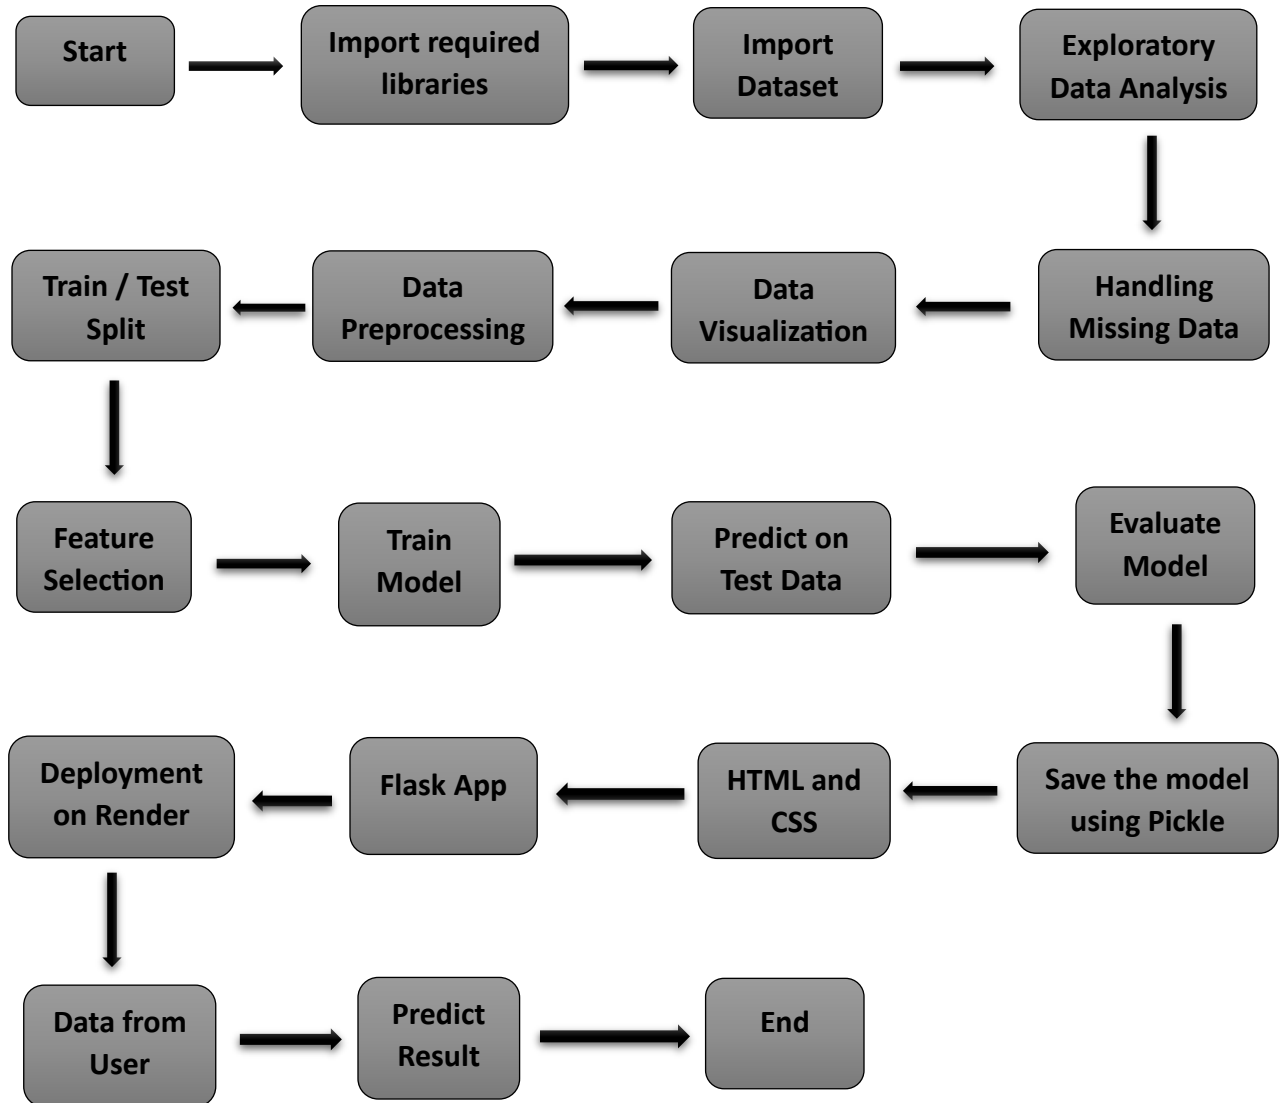 Start
Import required
libraries
Import
Dataset
Exploratory
Data Analysis
Handling
Missing Data
Data
Visualization
Data
Preprocessing
Train / Test
Split
Feature
Selection
Train
Model
Predict on
Test Data
Evaluate
Model
Save the model
using Pickle
HTML and
CSS
Flask App
Deployment
on Render
Data from
User
Predict
Result
End